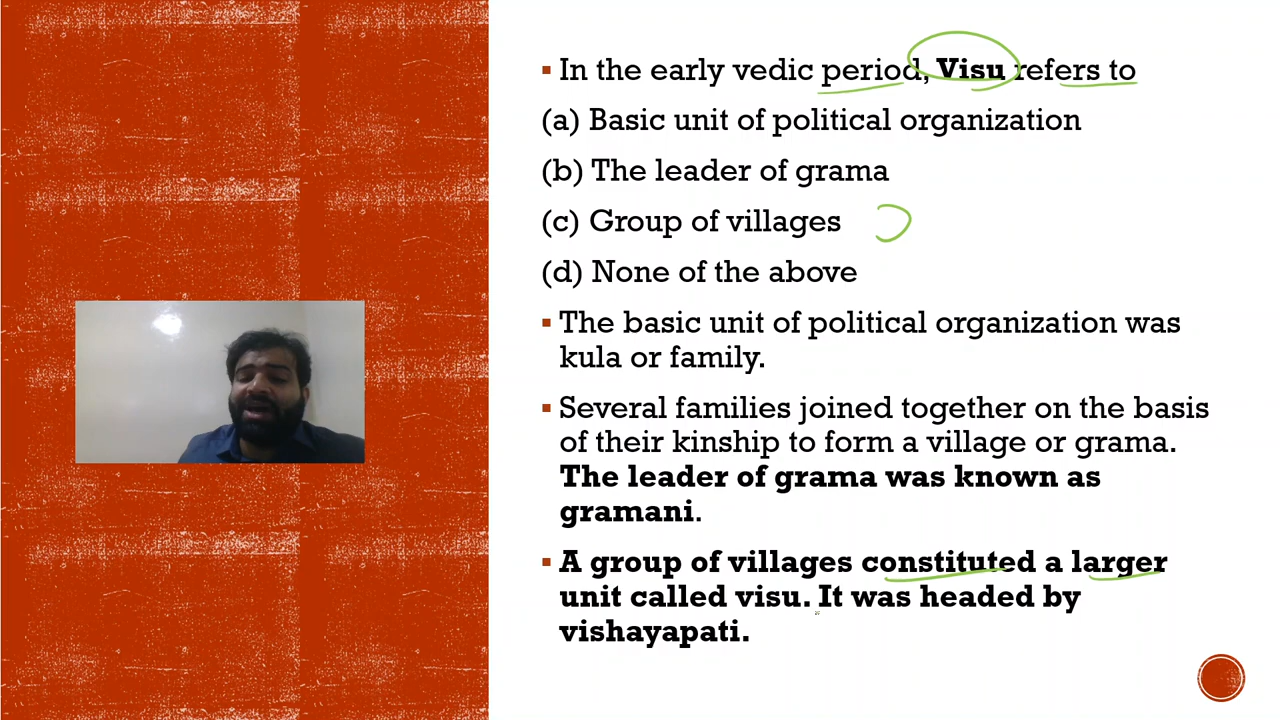 In the early vedic period, Visu refers to
(a) Basic unit of political organization
(b) The leader of grama
(c) Group of villages
(d) None of the above
The basic unit of political organization was
kula or family.
Several families joined together on the basis
of their kinship to form a village or grama.
The leader of grama was known as
gramani.
A group of villages constituted a larger
unit called visu. It was headed by
vishayapati.